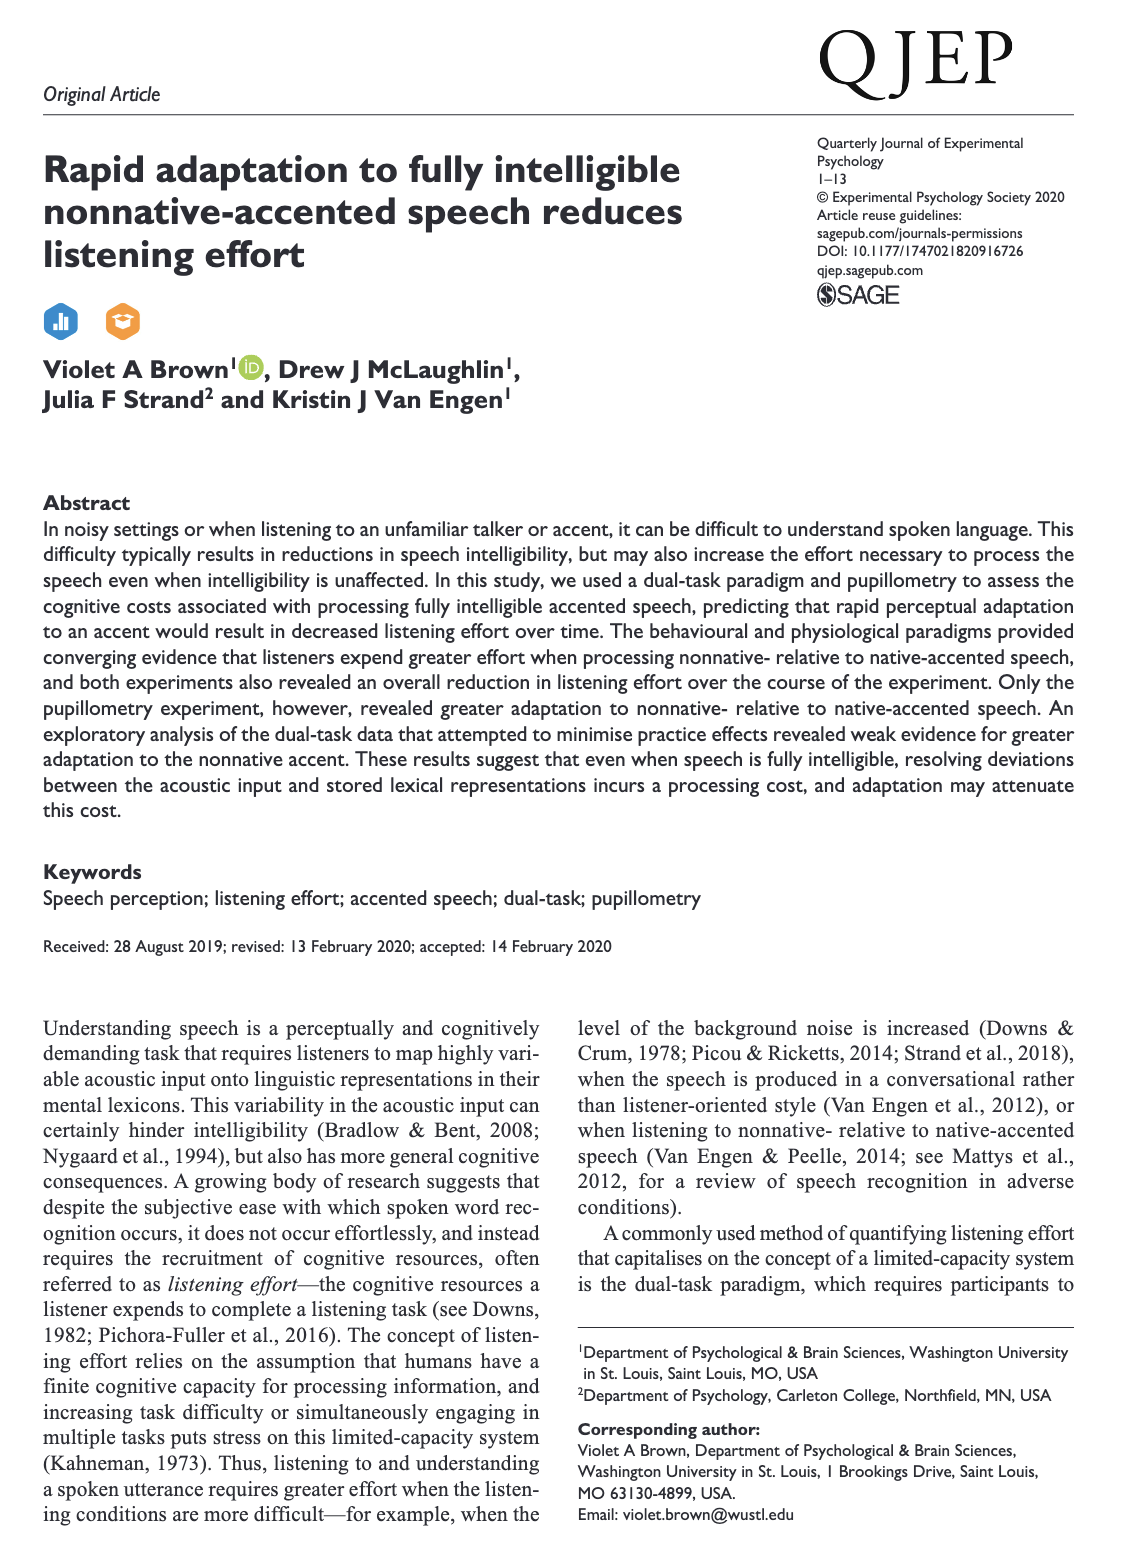 QJEP
Original Article
Rapid adaptation to fully intelligible
nonnative-accented speech reduces
listening effort
Quarterly Journal of Experimental
Psychology
1–13
© Experimental Psychology Society 2020
Article reuse guidelines:
sagepub.com/journals-permissions
DOI: 10.1177/1747021820916726
qjep.sagepub.com
SAGE
Violet A Brown¹ iD, Drew J McLaughlin¹,
Julia F Strand² and Kristin J Van Engen¹
Abstract
In noisy settings or when listening to an unfamiliar talker or accent, it can be difficult to understand spoken language. This
difficulty typically results in reductions in speech intelligibility, but may also increase the effort necessary to process the
speech even when intelligibility is unaffected. In this study, we used a dual-task paradigm and pupillometry to assess the
cognitive costs associated with processing fully intelligible accented speech, predicting that rapid perceptual adaptation
to an accent would result in decreased listening effort over time. The behavioural and physiological paradigms provided
converging evidence that listeners expend greater effort when processing nonnative- relative to native-accented speech,
and both experiments also revealed an overall reduction in listening effort over the course of the experiment. Only the
pupillometry experiment, however, revealed greater adaptation to nonnative- relative to native-accented speech. An
exploratory analysis of the dual-task data that attempted to minimise practice effects revealed weak evidence for greater
adaptation to the nonnative accent. These results suggest that even when speech is fully intelligible, resolving deviations
between the acoustic input and stored lexical representations incurs a processing cost, and adaptation may attenuate
this cost.
Keywords
Speech perception; listening effort; accented speech; dual-task; pupillometry
Received: 28 August 2019; revised: 13 February 2020; accepted: 14 February 2020
Understanding speech is a perceptually and cognitively
demanding task that requires listeners to map highly vari-
able acoustic input onto linguistic representations in their
mental lexicons. This variability in the acoustic input can
certainly hinder intelligibility (Bradlow & Bent, 2008;
Nygaard et al., 1994), but also has more general cognitive
consequences. A growing body of research suggests that
despite the subjective ease with which spoken word rec-
ognition occurs, it does not occur effortlessly, and instead
requires the recruitment of cognitive resources, often
referred to as listening effort—the cognitive resources a
listener expends to complete a listening task (see Downs,
1982; Pichora-Fuller et al., 2016). The concept of listen-
ing effort relies on the assumption that humans have a
finite cognitive capacity for processing information, and
increasing task difficulty or simultaneously engaging in
multiple tasks puts stress on this limited-capacity system
(Kahneman, 1973). Thus, listening to and understanding
a spoken utterance requires greater effort when the listen-
ing conditions are more difficult—for example, when the
level of the background noise is increased (Downs &
Crum, 1978; Picou & Ricketts, 2014; Strand et al., 2018),
when the speech is produced in a conversational rather
than listener-oriented style (Van Engen et al., 2012), or
when listening to nonnative- relative to native-accented
speech (Van Engen & Peelle, 2014; see Mattys et al.,
2012, for a review of speech recognition in adverse
conditions).
A commonly used method of quantifying listening effort
that capitalises on the concept of a limited-capacity system
is the dual-task paradigm, which requires participants to
¹Department of Psychological & Brain Sciences, Washington University
in St. Louis, Saint Louis, MO, USA
²Department of Psychology, Carleton College, Northfield, MN, USA
Corresponding author:
Violet A Brown, Department of Psychological & Brain Sciences,
Washington University in St. Louis, 1 Brookings Drive, Saint Louis,
MO 63130-4899, USA.
Email: violet.brown@wustl.edu